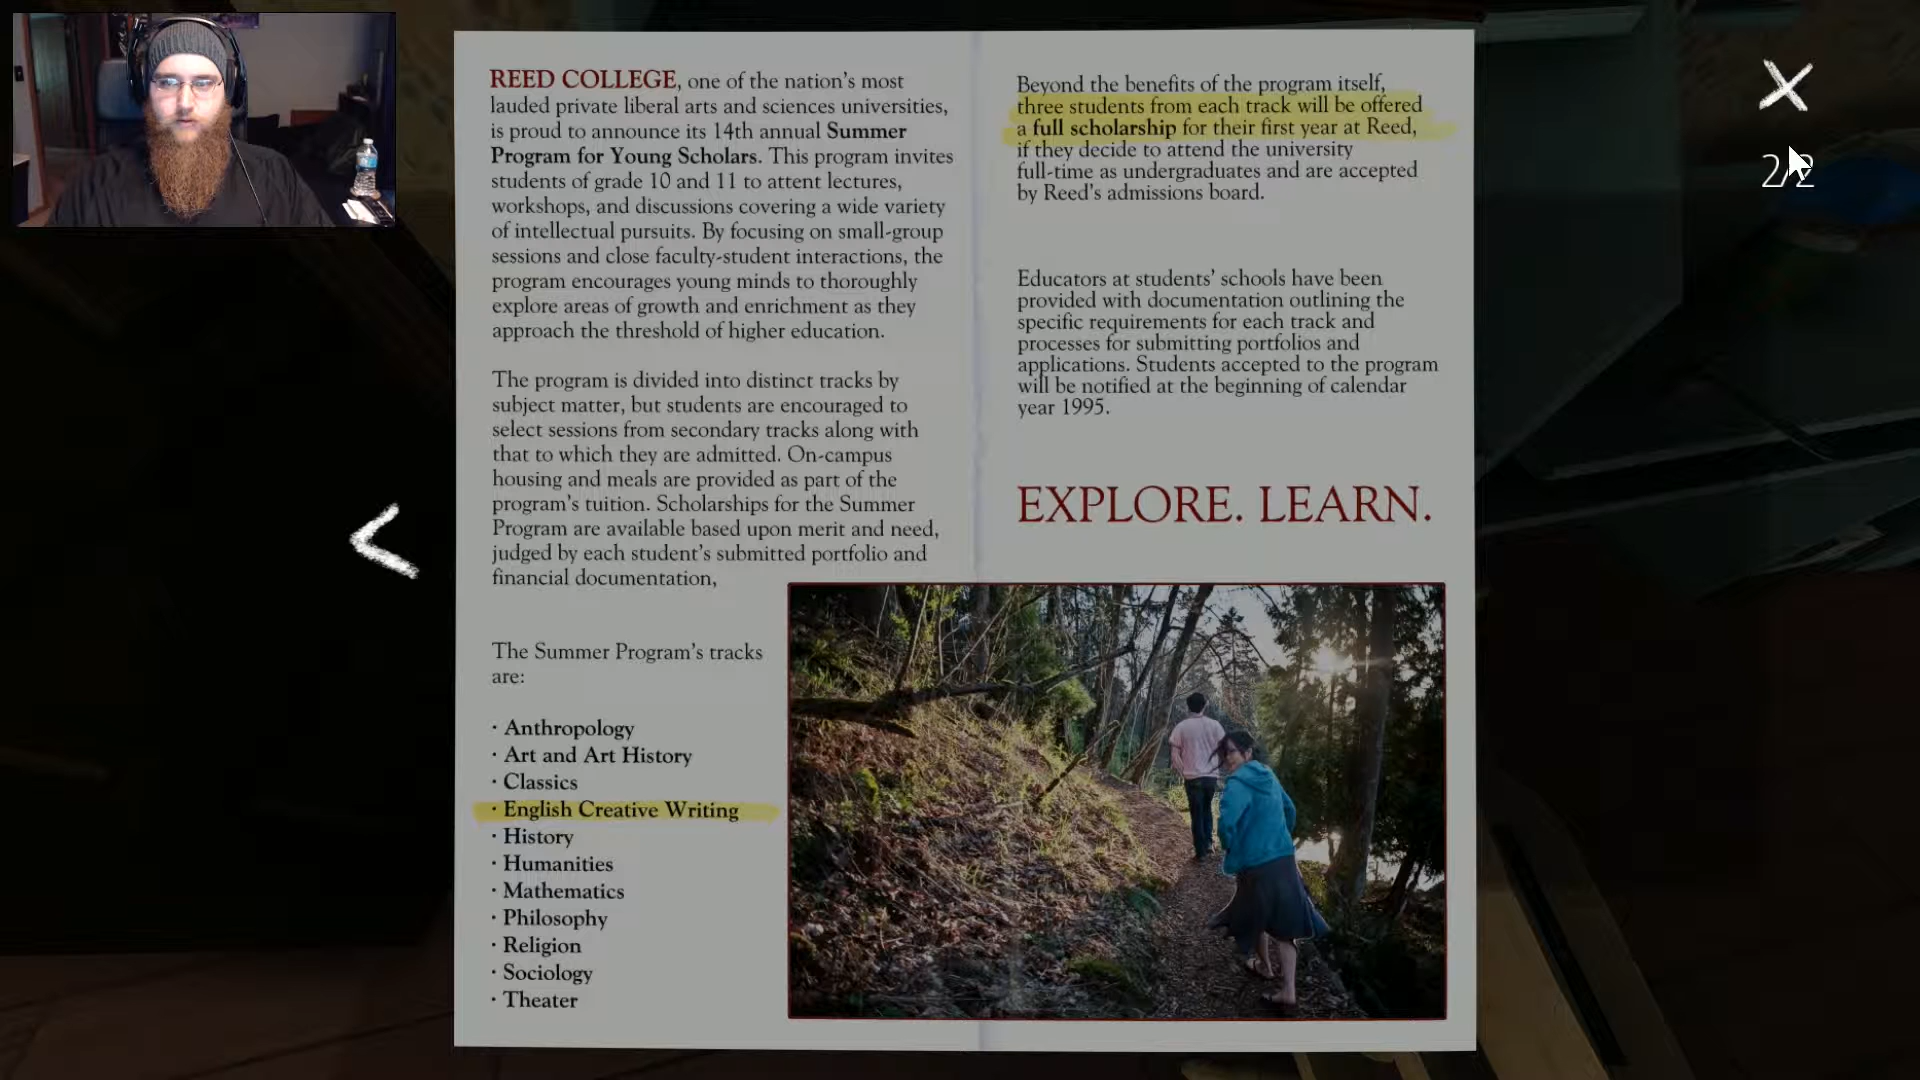 REED COLLEGE, one of the nation's most
lauded private liberal arts and sciences universities,
is proud to announce its 14th annual Summer
Program for Young Scholars. This program invites
students of grade 10 and 11 to attent lectures,
workshops, and discussions covering a wide variety
of intellectual pursuits. By focusing on small-group
sessions and close faculty-student interactions, the
program encourages young minds to thoroughly
explore areas of growth and enrichment as they
approach the threshold of higher education.
The program is divided into distinct tracks by
subject matter, but students are encouraged to
select sessions from secondary tracks along with
that to which they are admitted. On-campus
housing and meals are provided as part of the
program's tuition. Scholarships for the Summer
Program are available based upon merit and need,
judged by each student's submitted portfolio and
financial documentation,
The Summer Program's tracks
are:
· Anthropology
· Art and Art History
· Classics
· English Creative Writing
· History
· Humanities
· Mathematics
· Philosophy
· Religion
· Sociology
· Theater
Beyond the benefits of the program itself,
three students from each track will be offered
a full scholarship for their first year at Reed,
if they decide to attend the university
full-time as undergraduates and are accepted
by Reed's admissions board.
Educators at students' schools have been
provided with documentation outlining the
specific requirements for each track and
processes for submitting portfolios and
applications. Students accepted to the program
will be notified at the beginning of calendar
year 1995.
EXPLORE. LEARN.
2/2